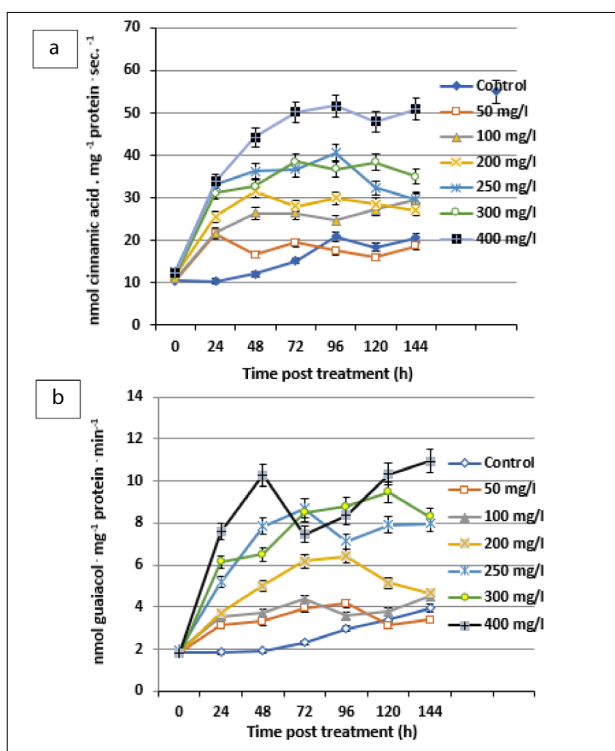 a
nmol cinnamic acid . mg ⁻¹ protein · sec. ⁻¹
70
60
50
40
30
20
10
0
0 24 48 72 96 120 144
Time post treatment (h)
Control
50 mg/l
100 mg/l
200 mg/l
250 mg/l
300 mg/l
400 mg/l
b
nmol guaiacol · mg⁻¹ protein · min⁻¹
14
12
10
8
6
4
2
0
0 24 48 72 96 120 144
Time post treatment (h)
Control
50 mg/l
100 mg/l
200 mg/l
250 mg/l
300 mg/l
400 mg/l